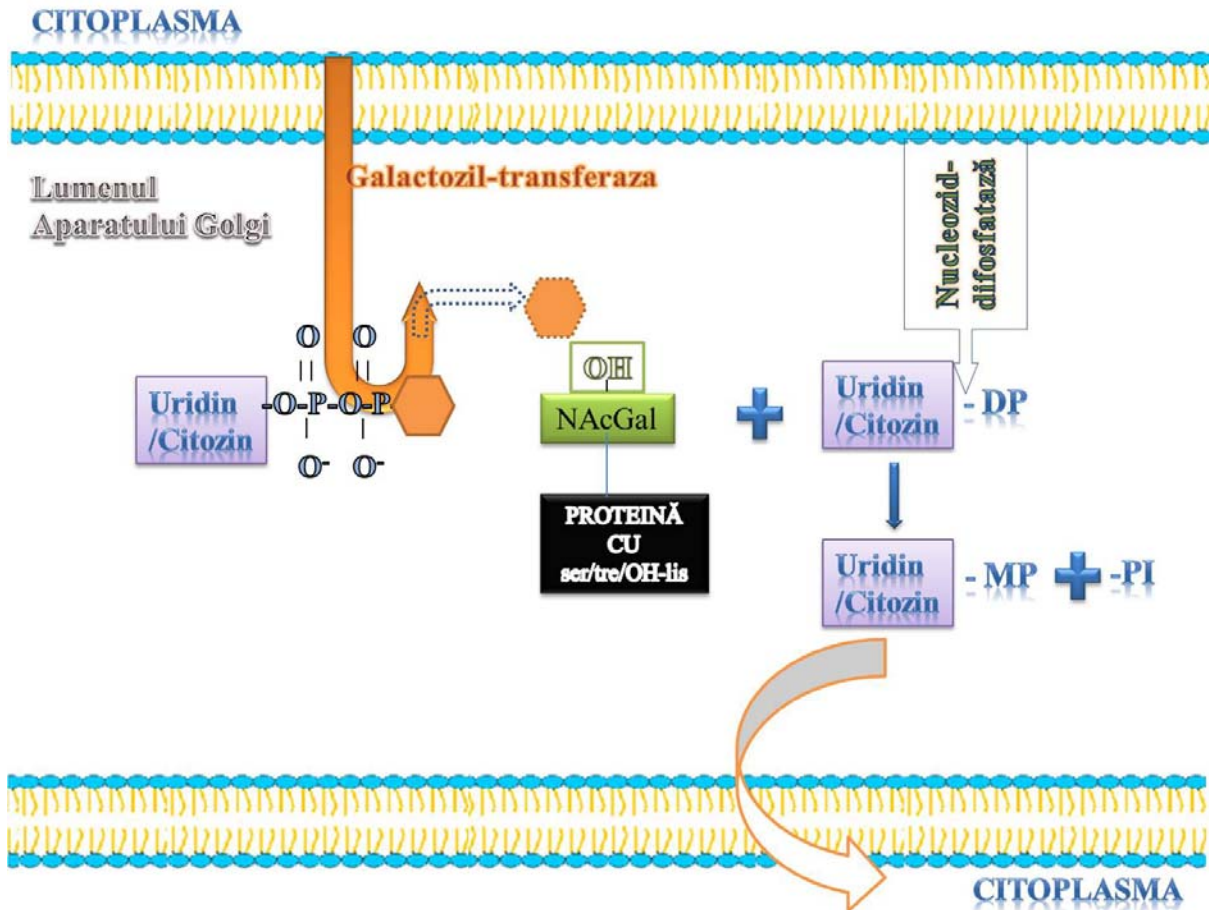 CITOPLASMA
Galactozil-transferaza
Lumenul
Aparatului Golgi
Nucleozid-
difosfatază
O O
|| ||
Uridin
/Citozin
-O-P-O-P
| |
O- O-
OH
NAcGal
PROTEINĂ
CU
ser/tre/OH-lis
Uridin
/Citozin
- DP
Uridin
/Citozin
- MP
-PI
CITOPLASMA